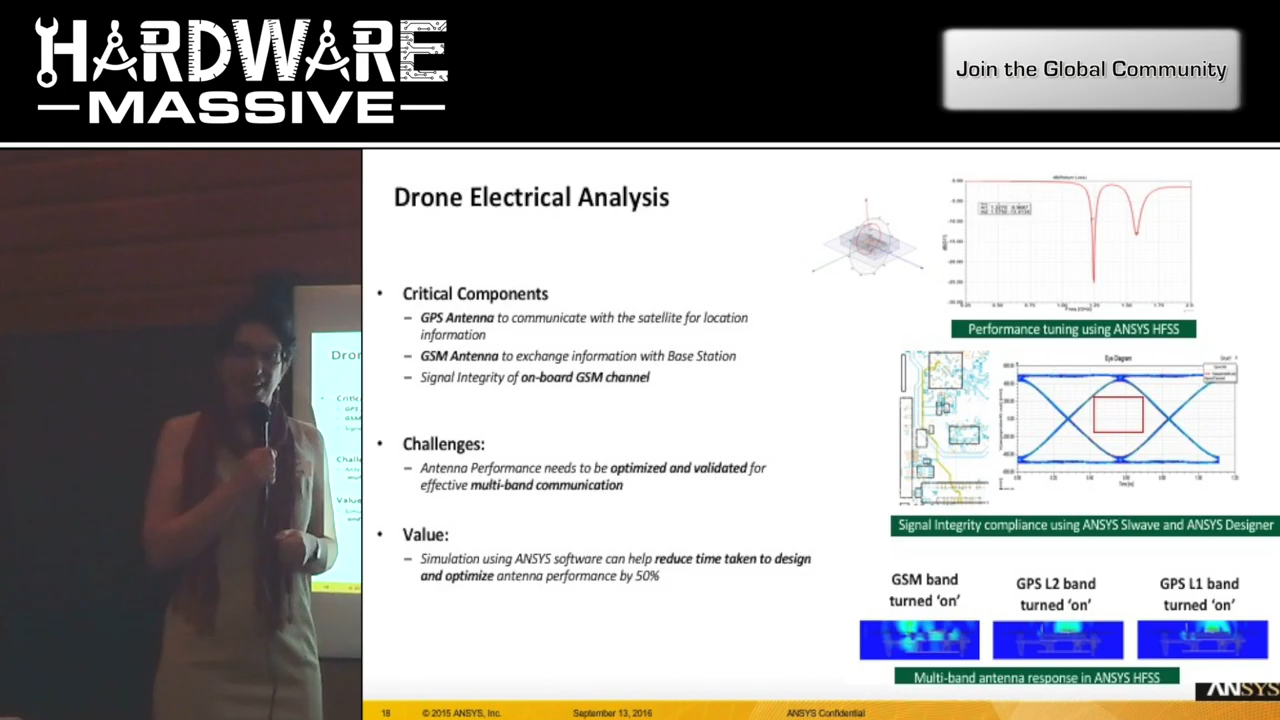 HARDWARE
MASSIVE
Join the Global Community
Drone Electrical Analysis
• Critical Components
– GPS Antenna to communicate with the satellite for location
information
– GSM Antenna to exchange information with Base Station
– Signal Integrity of on-board GSM channel
• Challenges:
– Antenna Performance needs to be optimized and validated for
effective multi-band communication
• Value:
– Simulation using ANSYS software can help reduce time taken to design
and optimize antenna performance by 50%
Performance tuning using ANSYS HFSS
Eye Diagram
Signal Integrity compliance using ANSYS SIwave and ANSYS Designer
GSM band
turned ‘on’
GPS L2 band
turned ‘on’
GPS L1 band
turned ‘on’
Multi-band antenna response in ANSYS HFSS
ANSYS
18 © 2015 ANSYS, Inc. September 13, 2016 ANSYS Confidential